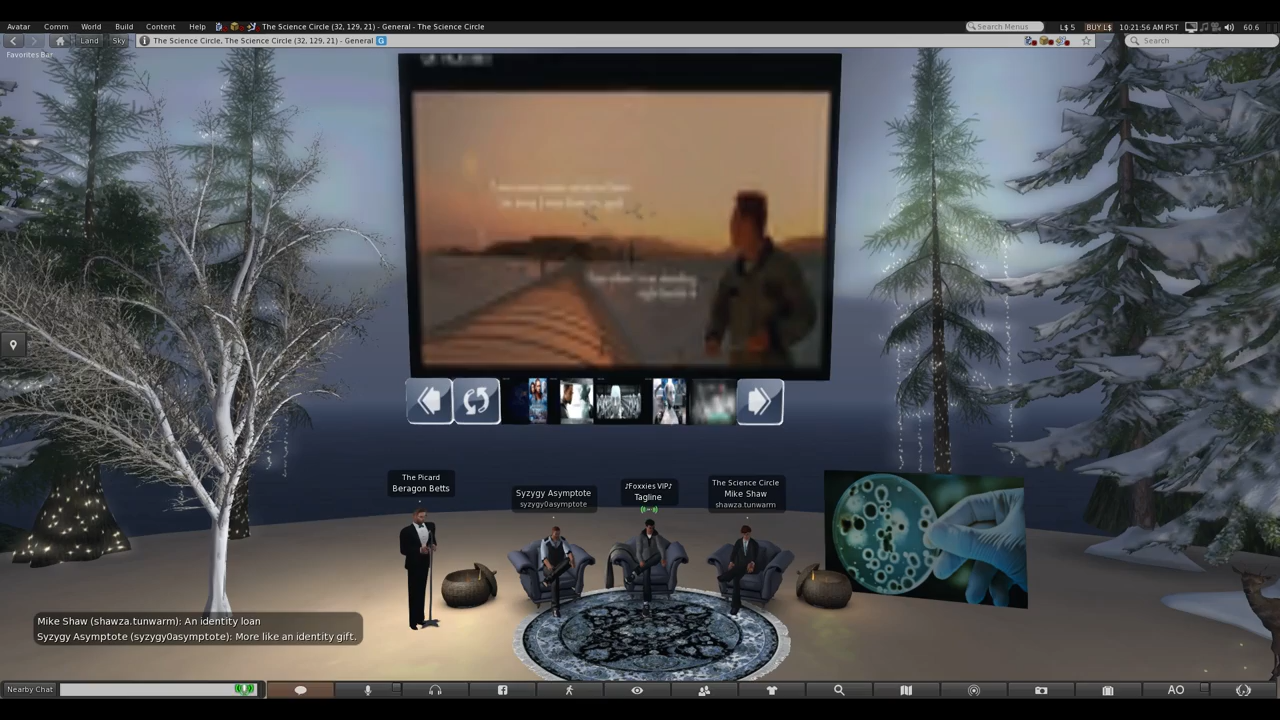 Avatar Comm World Build Content Help The Science Circle (32, 129, 21) - General - The Science Circle Search Menus L$ 5 BUY L$ 10:21:56 AM PST 60.6
Land Sky The Science Circle, The Science Circle (32, 129, 21) - General G Search
Favorites Bar
The Picard
Beragon Betts
Syzygy Asymptote
syzygy0asymptote
♪Foxxies VIP♪
Tagline
The Science Circle
Mike Shaw
shawza.tunwarm
Mike Shaw (shawza.tunwarm): An identity loan
Syzygy Asymptote (syzygy0asymptote): More like an identity gift.
Nearby Chat AO